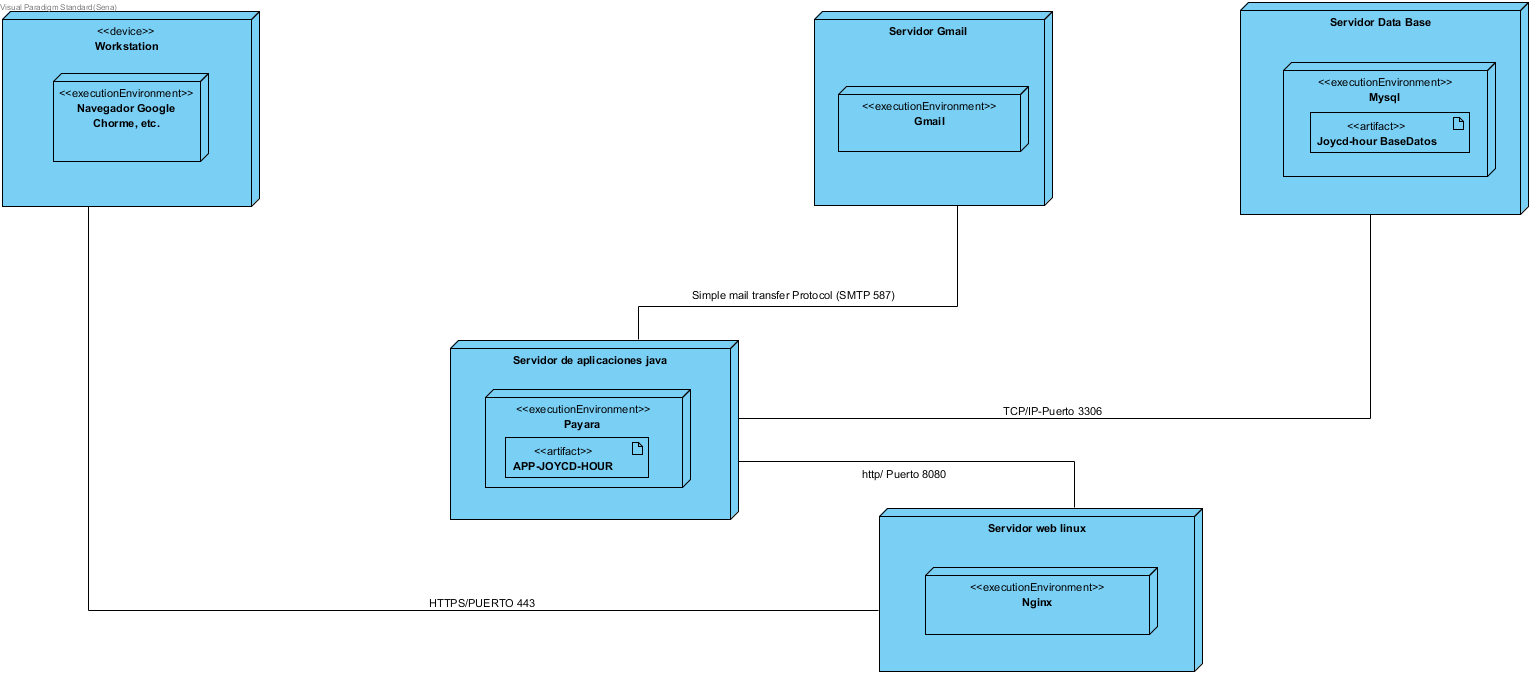 Visual Paradigm Standard(Sena)
<<device>>
Workstation
<<executionEnvironment>>
Navegador Google
Chorme, etc.
Servidor Gmail
<<executionEnvironment>>
Gmail
Servidor Data Base
<<executionEnvironment>>
Mysql
<<artifact>>
Joycd-hour BaseDatos
Simple mail transfer Protocol (SMTP 587)
Servidor de aplicaciones java
<<executionEnvironment>>
Payara
<<artifact>>
APP-JOYCD-HOUR
TCP/IP-Puerto 3306
http/ Puerto 8080
Servidor web linux
<<executionEnvironment>>
Nginx
HTTPS/PUERTO 443